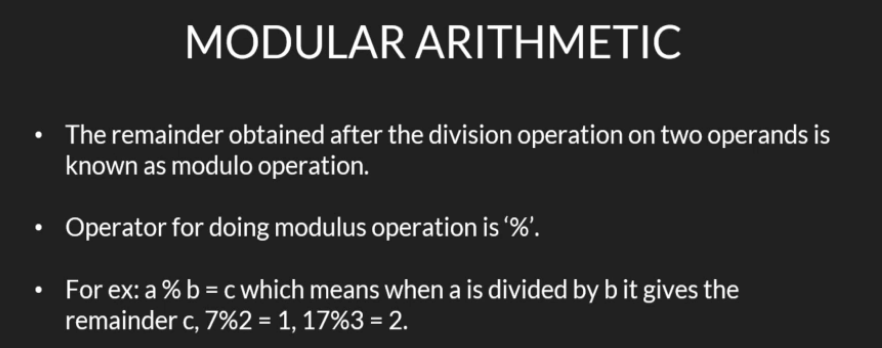 MODULAR ARITHMETIC
• The remainder obtained after the division operation on two operands is
known as modulo operation.
• Operator for doing modulus operation is ‘%’.
• For ex: a % b = c which means when a is divided by b it gives the
remainder c, 7%2 = 1, 17%3 = 2.